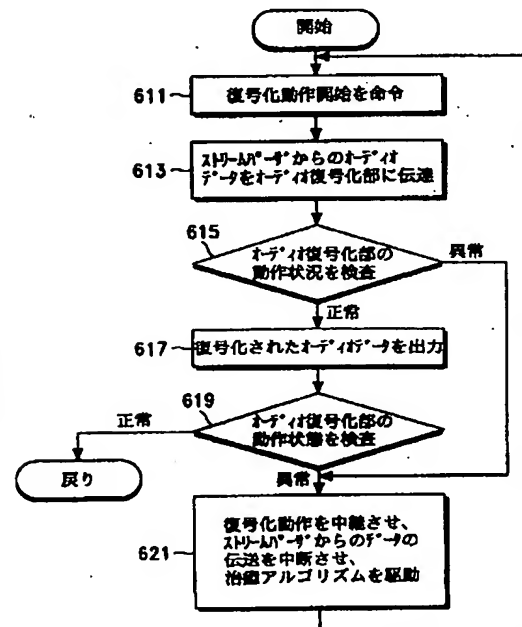 開始
611
復号化動作開始を命令
613
ストリームパーザからのオーディオ
データをオーディオ復号化部に伝達
615
オーディオ復号化部の
動作状況を検査
異常
正常
617
復号化されたオーディオデータを出力
619
オーディオ復号化部の
動作状態を検査
正常
戻り
異常
621
復号化動作を中継させ、
ストリームパーザからのデータの
伝送を中断させ、
治癒アルゴリズムを駆動